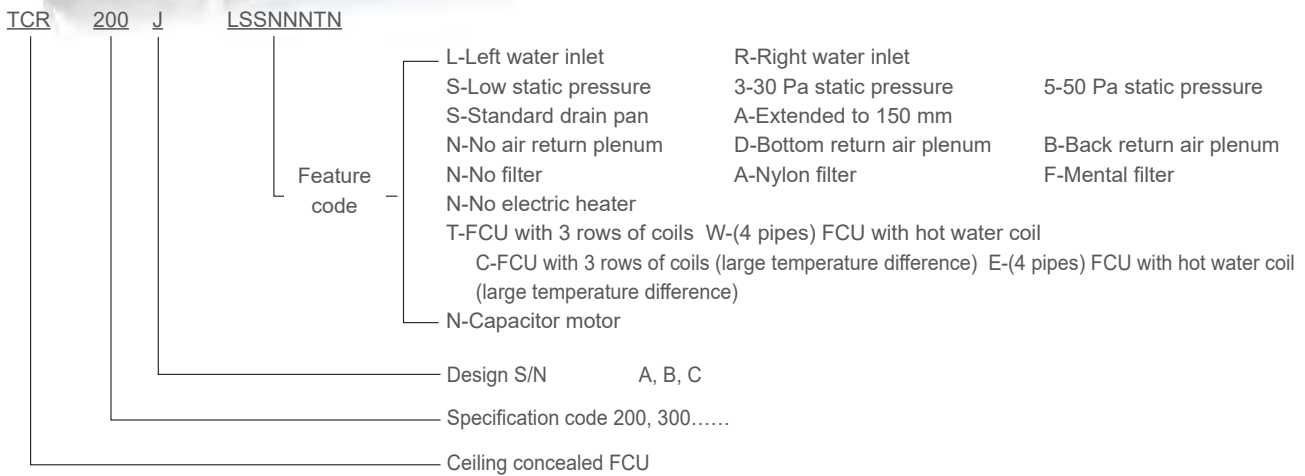 TCR 200 J LSSNNNTN
L-Left water inlet R-Right water inlet
S-Low static pressure 3-30 Pa static pressure 5-50 Pa static pressure
S-Standard drain pan A-Extended to 150 mm
N-No air return plenum D-Bottom return air plenum B-Back return air plenum
Feature
code
N-No filter A-Nylon filter F-Mental filter
N-No electric heater
T-FCU with 3 rows of coils W-(4 pipes) FCU with hot water coil
C-FCU with 3 rows of coils (large temperature difference) E-(4 pipes) FCU with hot water coil
(large temperature difference)
N-Capacitor motor
Design S/N A, B, C
Specification code 200, 300......
Ceiling concealed FCU